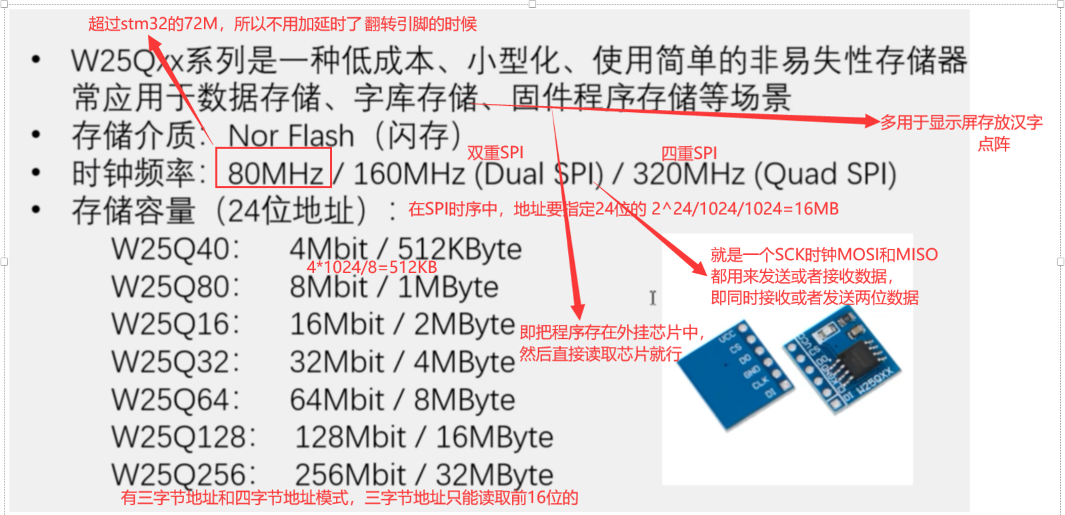 超过stm32的72M，所以不用加延时了 翻转引脚的时候
• W25Qxx系列是一种低成本、小型化、使用简单的非易失性存储器
常应用于数据存储、字库存储、固件程序存储等场景
多用于显示屏存放汉字
点阵
• 存储介质：Nor Flash（闪存）
双重SPI
四重SPI
• 时钟频率：80MHz / 160MHz (Dual SPI) / 320MHz (Quad SPI)
• 存储容量（24位地址）：
在SPI时序中，地址要指定24位的 2^24/1024/1024=16MB
W25Q40： 4Mbit / 512KByte
4*1024/8=512KB
W25Q80： 8Mbit / 1MByte
W25Q16： 16Mbit / 2MByte
W25Q32： 32Mbit / 4MByte
W25Q64： 64Mbit / 8MByte
W25Q128： 128Mbit / 16MByte
W25Q256： 256Mbit / 32MByte
有三字节地址和四字节地址模式，三字节地址只能读取前16位的
就是一个SCK时钟MOSI和MISO
都用来发送或者接收数据，
即同时接收或者发送两位数据
即把程序存在外挂芯片中，
然后直接读取芯片就行
VCC
CS
DO
GND
CLK
DI
W25QXX
DI